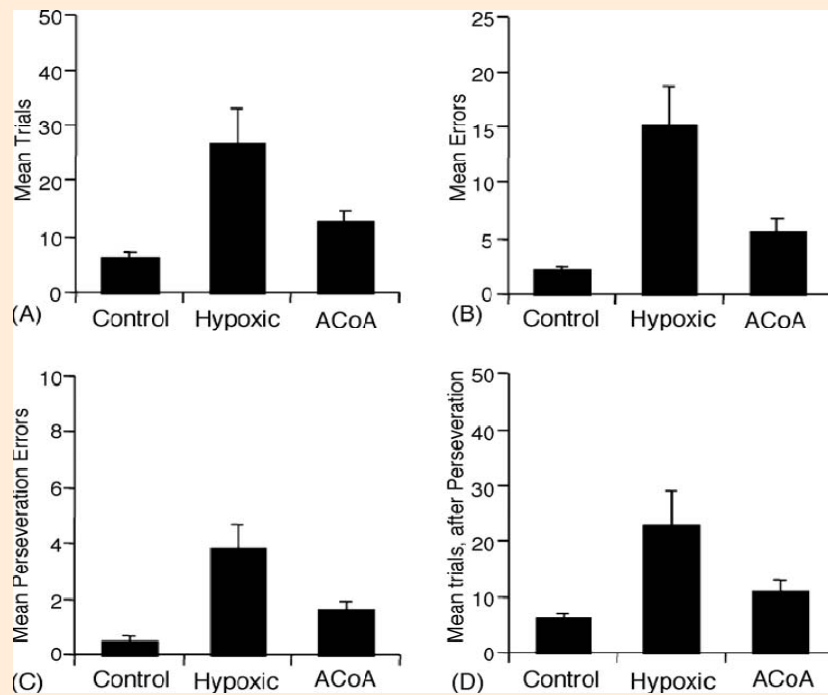 Mean Trials
50
40
30
20
10
0
(A)
Control
Hypoxic
ACoA
Mean Errors
25
20
15
10
5
0
(B)
Control
Hypoxic
ACoA
Mean Perseveration Errors
10
8
6
4
2
0
(C)
Control
Hypoxic
ACoA
Mean trials, after Perseveration
50
40
30
20
10
0
(D)
Control
Hypoxic
ACoA